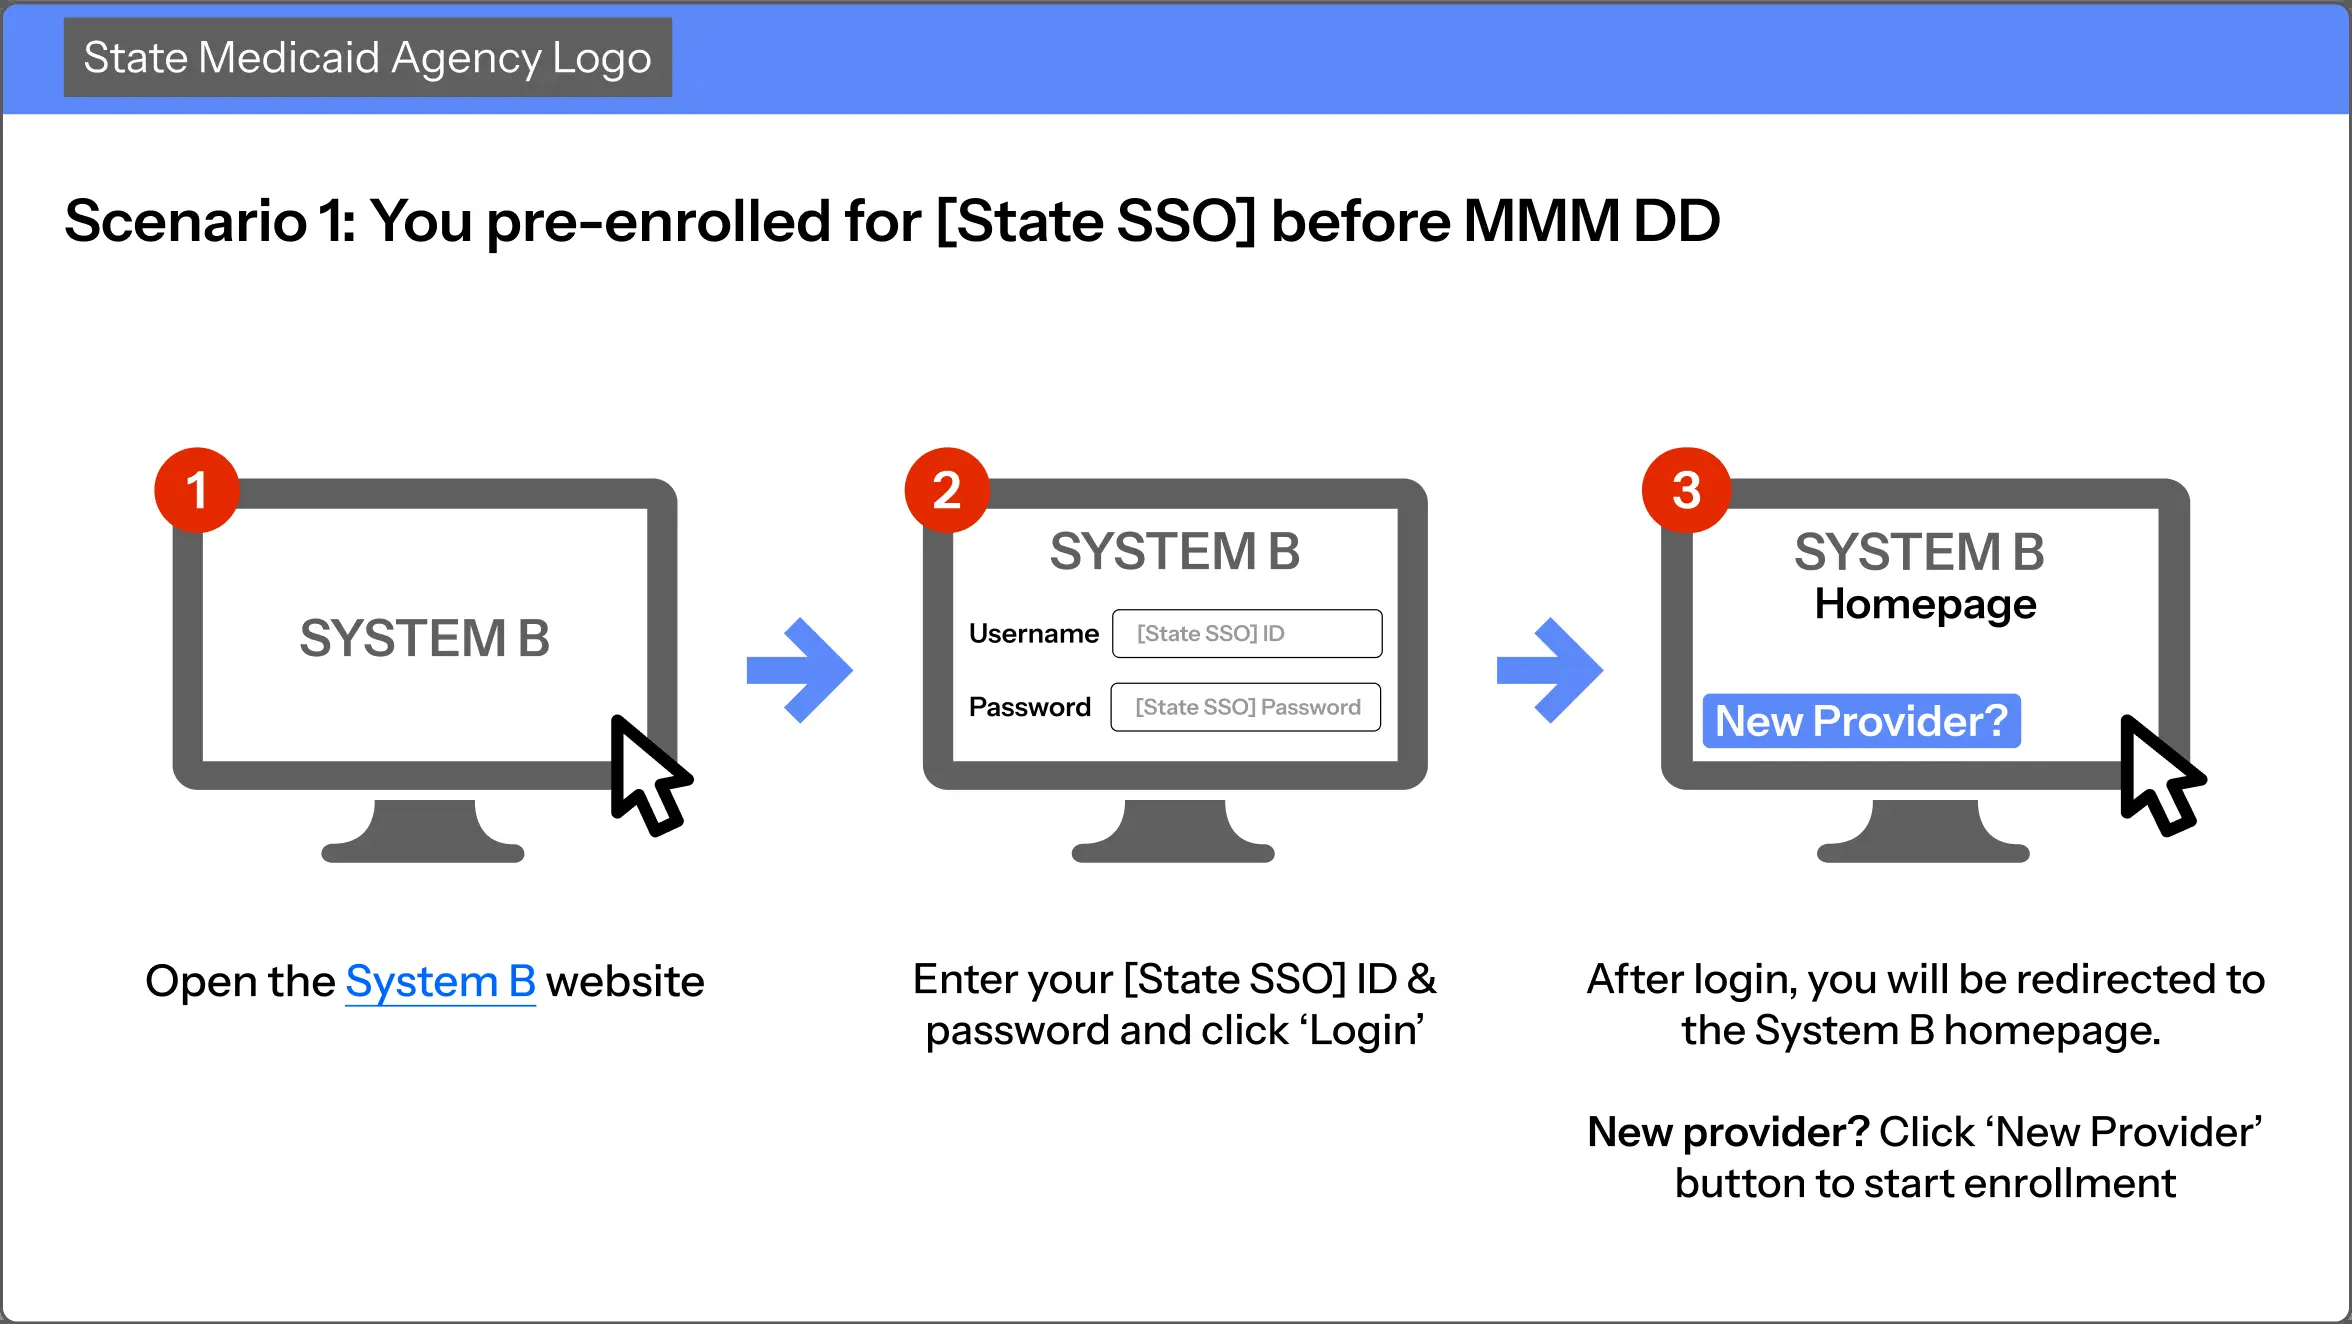 State Medicaid Agency Logo
Scenario 1: You pre-enrolled for [State SSO] before MMM DD
1
SYSTEM B
Open the System B website
2
SYSTEM B
Username [State SSO] ID
Password [State SSO] Password
Enter your [State SSO] ID &
password and click ‘Login’
3
SYSTEM B
Homepage
New Provider?
After login, you will be redirected to
the System B homepage.
New provider? Click ‘New Provider’
button to start enrollment